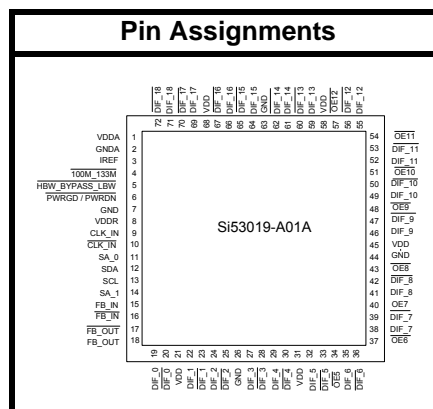 Pin Assignments
DIF_18
DIF_18
DIF_17
DIF_17
VDD
DIF_16
DIF_16
DIF_15
DIF_15
GND
DIF_14
DIF_14
DIF_13
DIF_13
VDD
OE12
DIF_12
DIF_12
72 71 70 69 68 67 66 65 64 63 62 61 60 59 58 57 56 55
VDDA 1
GNDA 2
IREF 3
100M_133M 4
HBW_BYPASS_LBW 5
PWRGD / PWRDN 6
GND 7
VDDR 8
CLK_IN 9
CLK_IN 10
SA_0 11
SDA 12
SCL 13
SA_1 14
FB_IN 15
FB_IN 16
FB_OUT 17
FB_OUT 18
Si53019-A01A
54 OE11
53 DIF_11
52 DIF_11
51 OE10
50 DIF_10
49 DIF_10
48 OE9
47 DIF_9
46 DIF_9
45 VDD
44 GND
43 OE8
42 DIF_8
41 DIF_8
40 OE7
39 DIF_7
38 DIF_7
37 OE6
19 20 21 22 23 24 25 26 27 28 29 30 31 32 33 34 35 36
DIF_0
DIF_0
VDD
DIF_1
DIF_1
DIF_2
DIF_2
GND
DIF_3
DIF_3
DIF_4
DIF_4
VDD
DIF_5
DIF_5
OE5
DIF_6
DIF_6